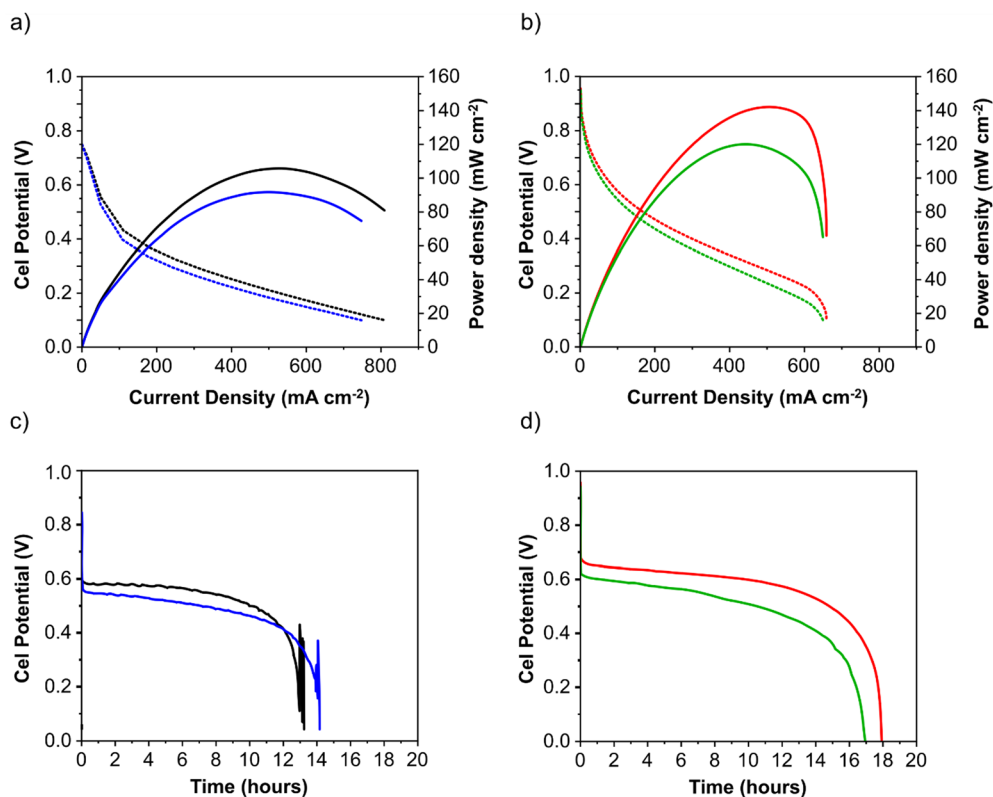 a)
b)
1.0
0.8
0.6
0.4
0.2
0.0
Cel Potential (V)
160
140
120
100
80
60
40
20
0
Power density (mW cm-2)
0 200 400 600 800
Current Density (mA cm-2)
1.0
0.8
0.6
0.4
0.2
0.0
Cel Potential (V)
160
140
120
100
80
60
40
20
0
Power density (mW cm-2)
0 200 400 600 800
Current Density (mA cm-2)
c)
d)
1.0
0.8
0.6
0.4
0.2
0.0
Cel Potential (V)
0 2 4 6 8 10 12 14 16 18 20
Time (hours)
1.0
0.8
0.6
0.4
0.2
0.0
Cel Potential (V)
0 2 4 6 8 10 12 14 16 18 20
Time (hours)